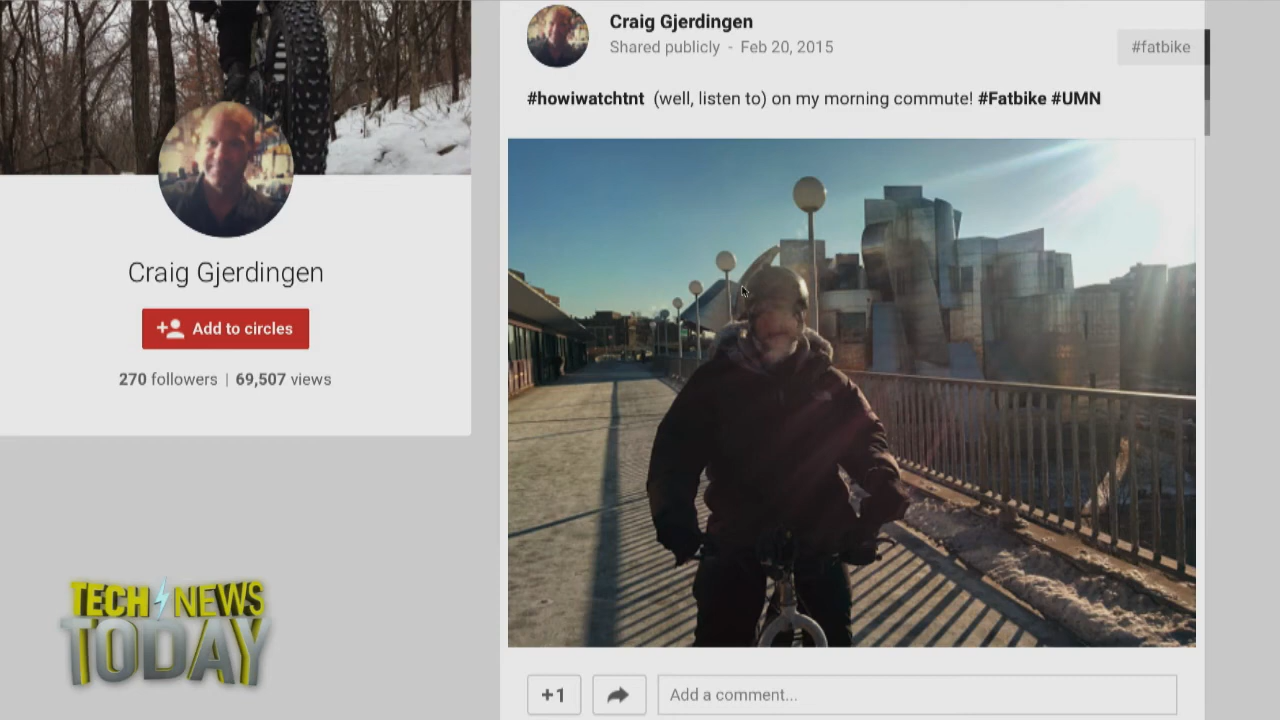 Craig Gjerdingen
Add to circles
270 followers | 69,507 views
TECH NEWS
TODAY
Craig Gjerdingen
Shared publicly - Feb 20, 2015
#fatbike
#howiwatchtnt (well, listen to) on my morning commute! #Fatbike #UMN
+1
Add a comment...